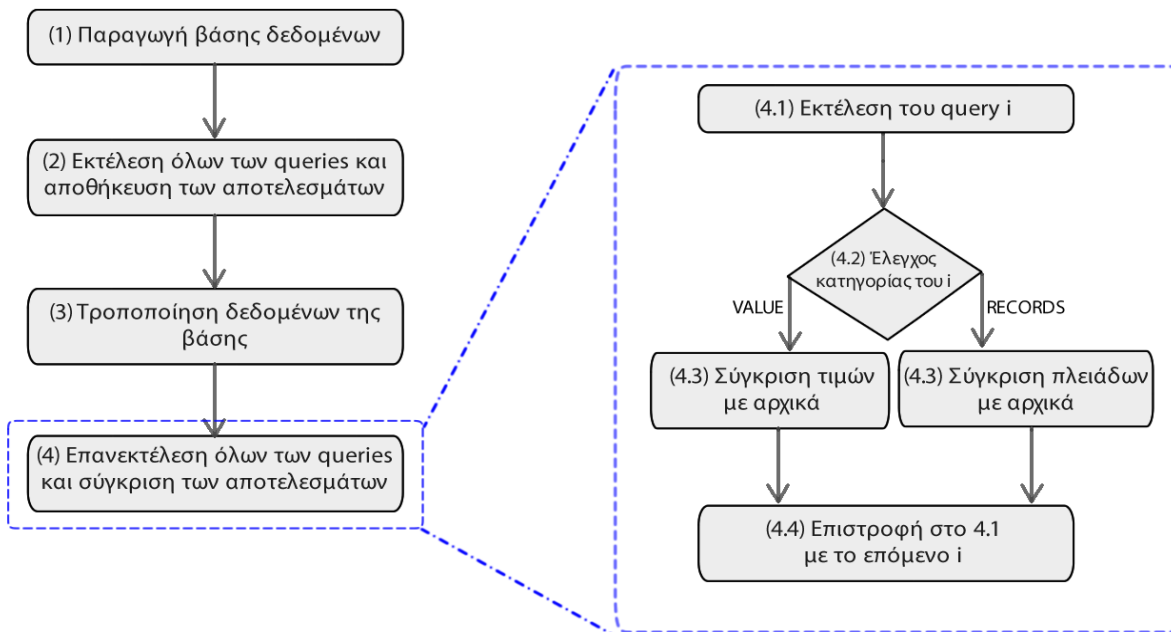 (1) Παραγωγή βάσης δεδομένων
(2) Εκτέλεση όλων των queries και
αποθήκευση των αποτελεσμάτων
(3) Τροποποίηση δεδομένων της
βάσης
(4) Επανεκτέλεση όλων των queries
και σύγκριση των αποτελεσμάτων
(4.1) Εκτέλεση του query i
(4.2) Έλεγχος
κατηγορίας του i
VALUE
RECORDS
(4.3) Σύγκριση τιμών
με αρχικά
(4.3) Σύγκριση πλειάδων
με αρχικά
(4.4) Επιστροφή στο 4.1
με το επόμενο i